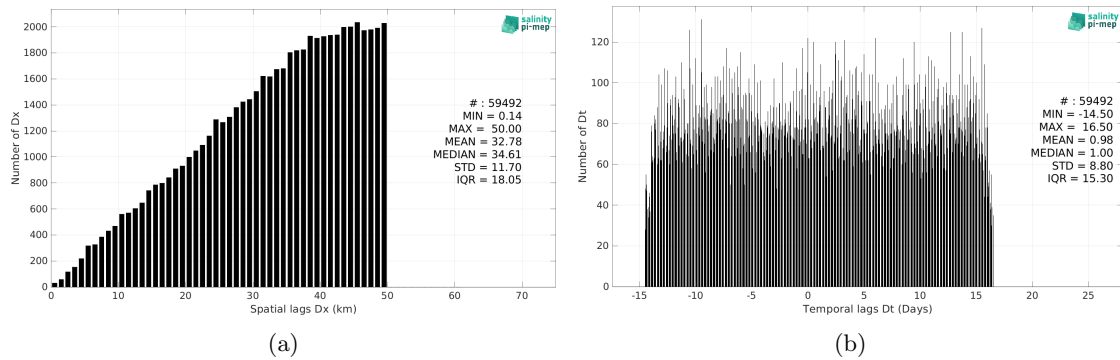 salinity
pi-mep
2000
1800
1600
1400
1200
1000
800
600
400
200
0
Number of Dx
# : 59492
MIN = 0.14
MAX = 50.00
MEAN = 32.78
MEDIAN = 34.61
STD = 11.70
IQR = 18.05
0 10 20 30 40 50 60 70
Spatial lags Dx (km)
(a)
salinity
pi-mep
120
100
80
60
40
20
0
Number of Dt
# : 59492
MIN = -14.50
MAX = 16.50
MEAN = 0.98
MEDIAN = 1.00
STD = 8.80
IQR = 15.30
-15 -10 -5 0 5 10 15 20 25
Temporal lags Dt (Days)
(b)